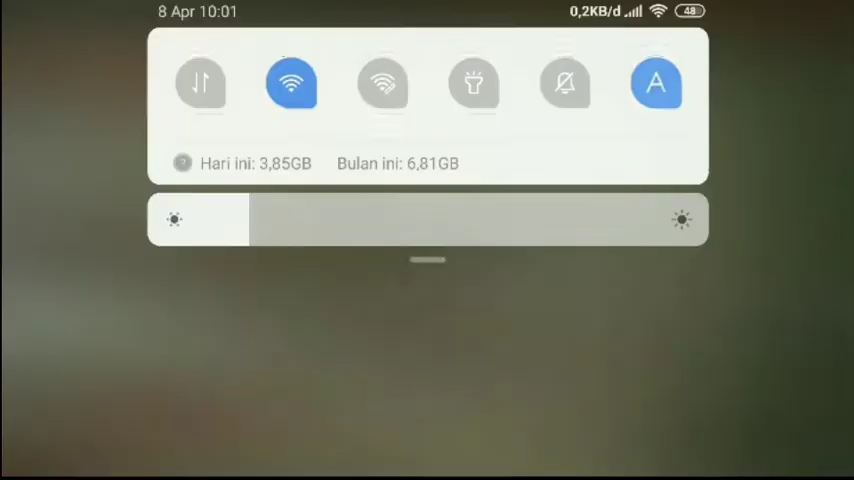 8 Apr 10:01
0,2KB/d
48
A
Hari ini: 3,85GB
Bulan ini: 6,81GB